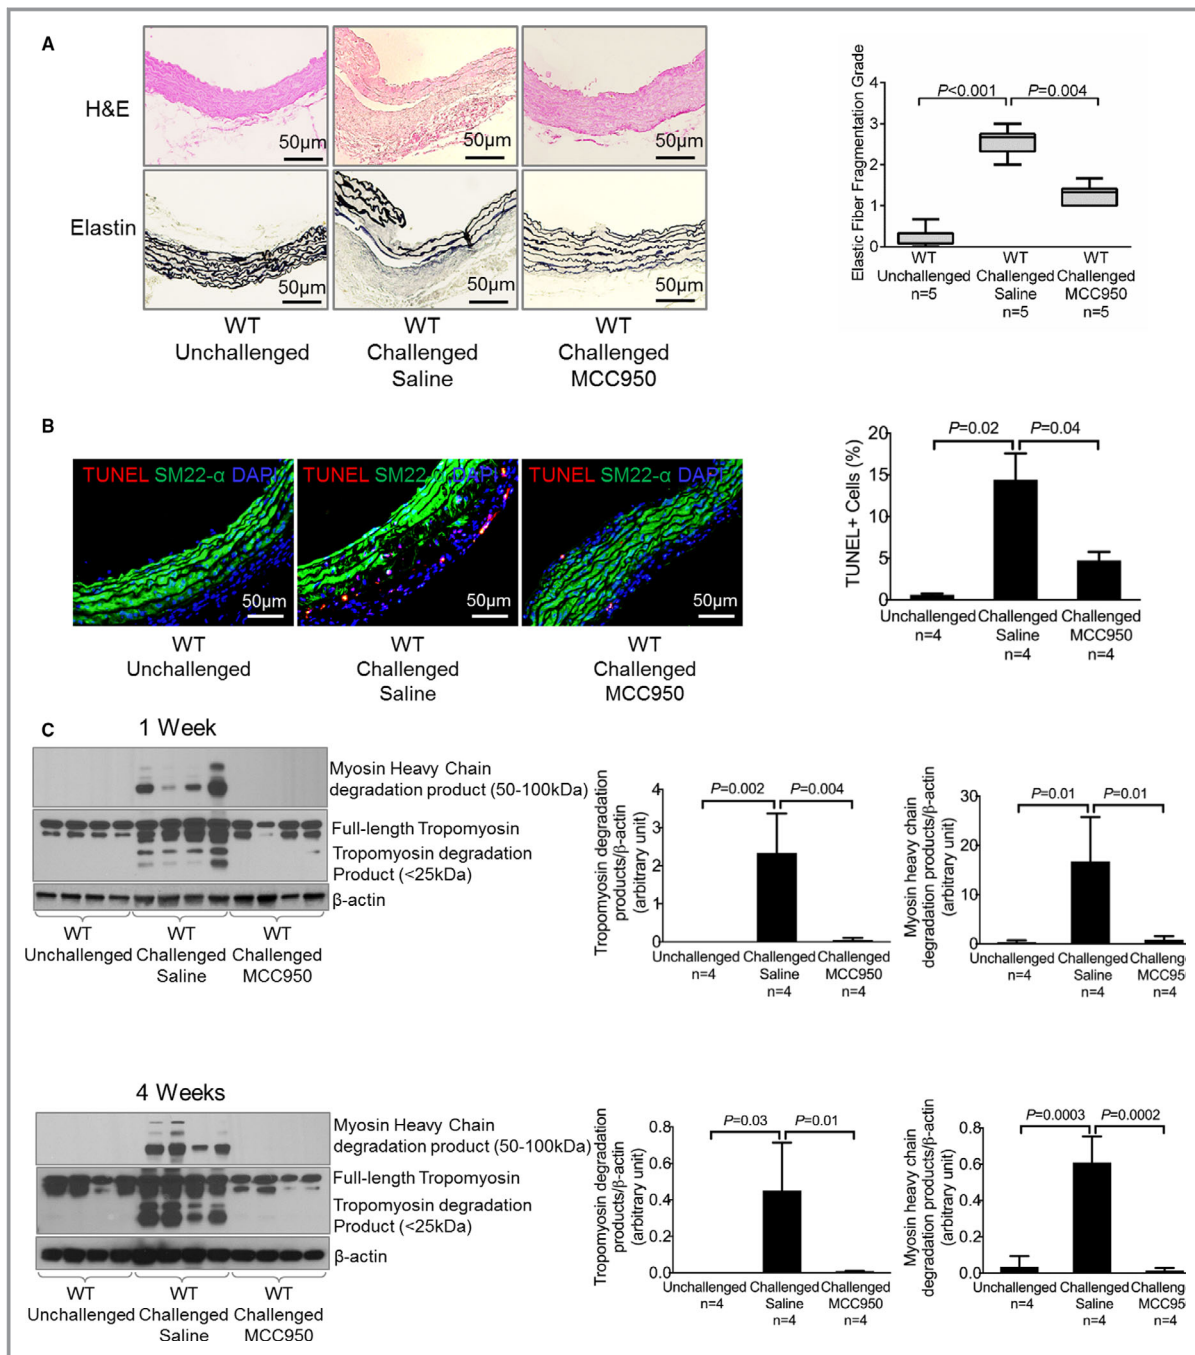 A
H&E
50µm
50µm
50µm
Elastin
50µm
50µm
50µm
WT
Unchallenged
WT
Challenged
Saline
WT
Challenged
MCC950
Elastic Fiber Fragmentation Grade
4
3
2
1
0
P<0.001
P=0.004
WT
Unchallenged
n=5
WT
Challenged
Saline
n=5
WT
Challenged
MCC950
n=5
B
TUNEL SM22-α DAPI
TUNEL SM22-α DAPI
TUNEL SM22-α DAPI
50µm
50µm
50µm
WT
Unchallenged
WT
Challenged
Saline
WT
Challenged
MCC950
TUNEL+ Cells (%)
20
15
10
5
0
P=0.02
P=0.04
Unchallenged
n=4
Challenged
Saline
n=4
Challenged
MCC950
n=4
C
1 Week
Myosin Heavy Chain
degradation product (50-100kDa)
Full-length Tropomyosin
Tropomyosin degradation
Product (<25kDa)
β-actin
WT
Unchallenged
WT
Challenged
Saline
WT
Challenged
MCC950
Tropomyosin degradation
products/β-actin
(arbitrary unit)
4
3
2
1
0
P=0.002
P=0.004
Unchallenged
n=4
Challenged
Saline
n=4
Challenged
MCC950
n=4
Myosin heavy chain
degradation products/β-actin
(arbitrary unit)
30
20
10
0
P=0.01
P=0.01
Unchallenged
n=4
Challenged
Saline
n=4
Challeng
MCC95
n=4
4 Weeks
Myosin Heavy Chain
degradation product (50-100kDa)
Full-length Tropomyosin
Tropomyosin degradation
Product (<25kDa)
β-actin
WT
Unchallenged
WT
Challenged
Saline
WT
Challenged
MCC950
Tropomyosin degradation
products/β-actin
(arbitrary unit)
0.8
0.6
0.4
0.2
0.0
P=0.03
P=0.01
Unchallenged
n=4
Challenged
Saline
n=4
Challenged
MCC950
n=4
Myosin heavy chain
degradation products/β-actin
(arbitrary unit)
0.8
0.6
0.4
0.2
0.0
P=0.0003
P=0.0002
Unchallenged
n=4
Challenged
Saline
n=4
Challeng
MCC95
n=4